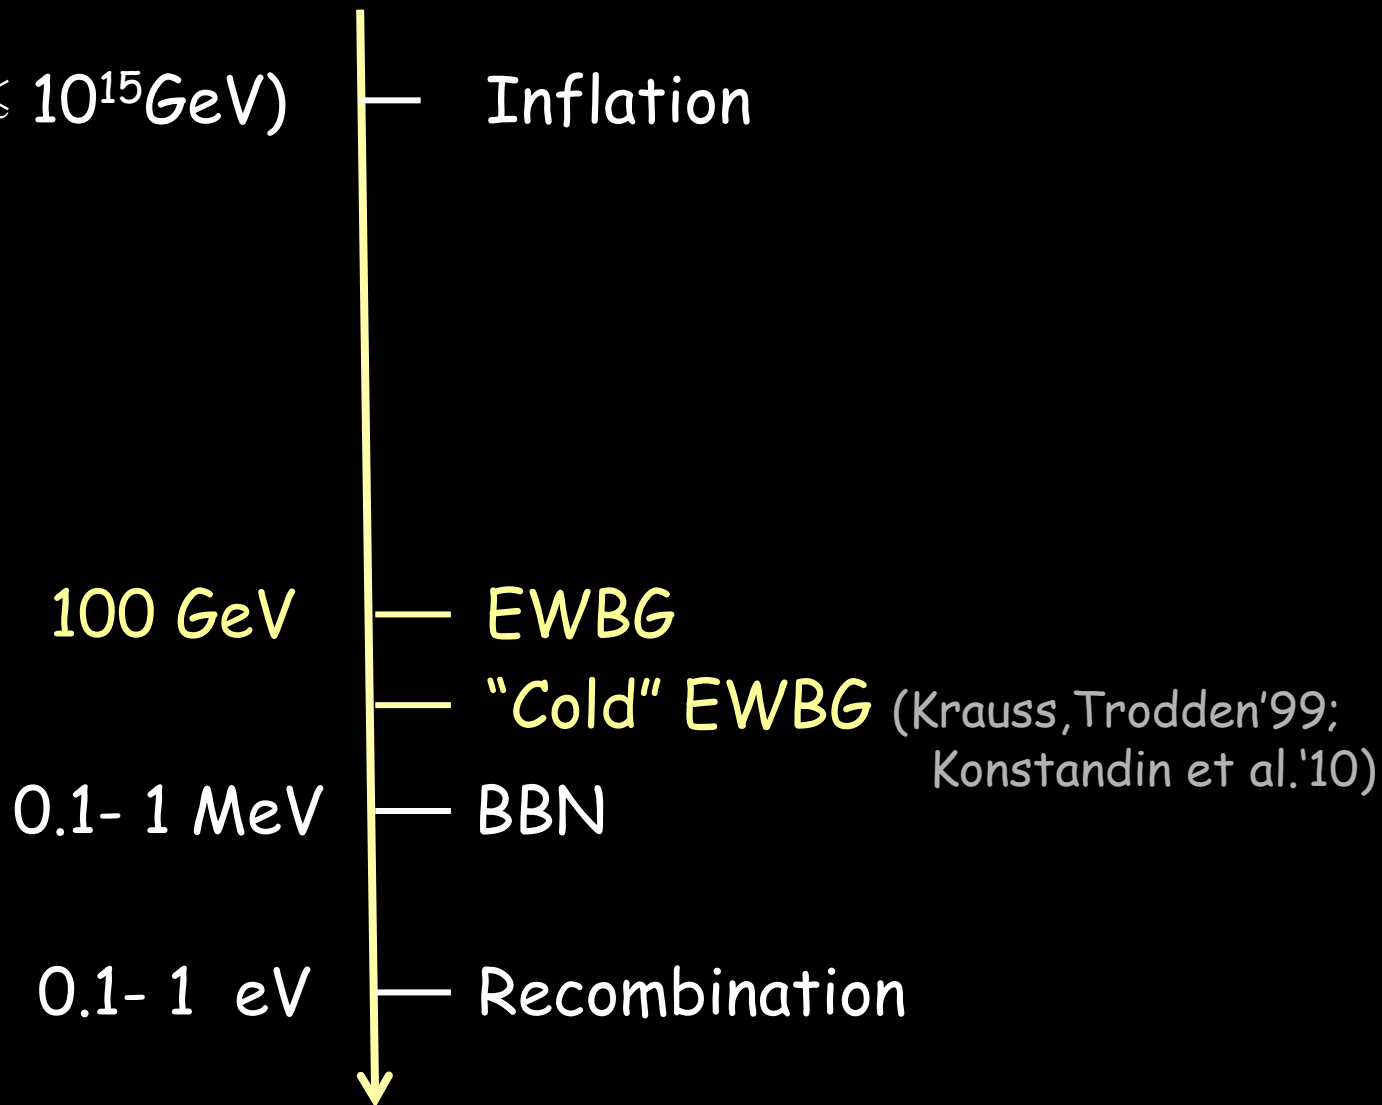 ≲ 10¹⁵GeV) Inflation
100 GeV EWBG
“Cold” EWBG (Krauss,Trodden’99;
Konstandin et al.‘10)
0.1- 1 MeV BBN
0.1- 1 eV Recombination